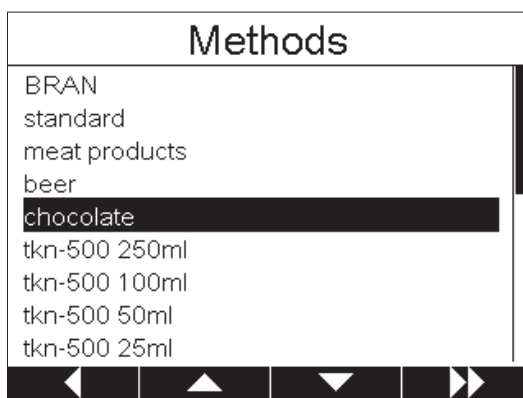 Methods
BRAN
standard
meat products
beer
chocolate
tkn-500 250ml
tkn-500 100ml
tkn-500 50ml
tkn-500 25ml